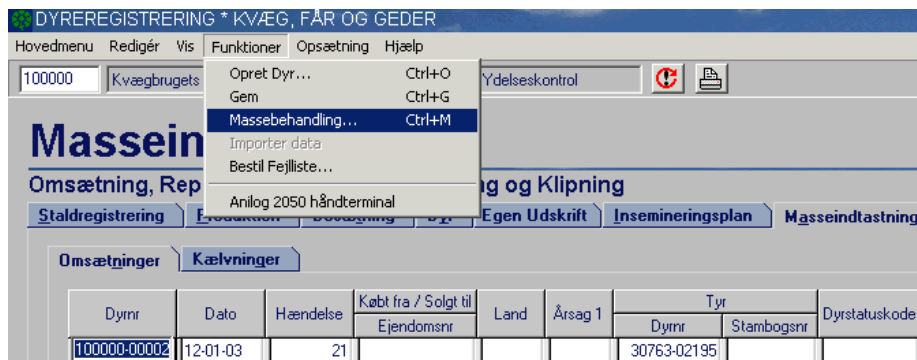 DYREREGISTRERING * KVÆG, FÅR OG GEDER
Hovedmenu Redigér Vis Funktioner Opsætning Hjælp
100000 Kvægbrugets Ydelseskontrol
Opret Dyr... Ctrl+O
Gem Ctrl+G
Massebehandling... Ctrl+M
Importer data
Bestil Fejlliste...
Anilog 2050 håndterminal
Massein
Omsætning, Rep ng og Klipning
Staldregistrering Egen Udskrift Insemineringsplan Masseindtastning
Omsætninger Kælvninger
Dyrnr Dato Hændelse Købt fra / Solgt til Land Årsag 1 Tyr Dyrstatuskode
Ejendomsnr Dyrnr Stambogsnr
100000-00002 12-01-03 21 30763-02195